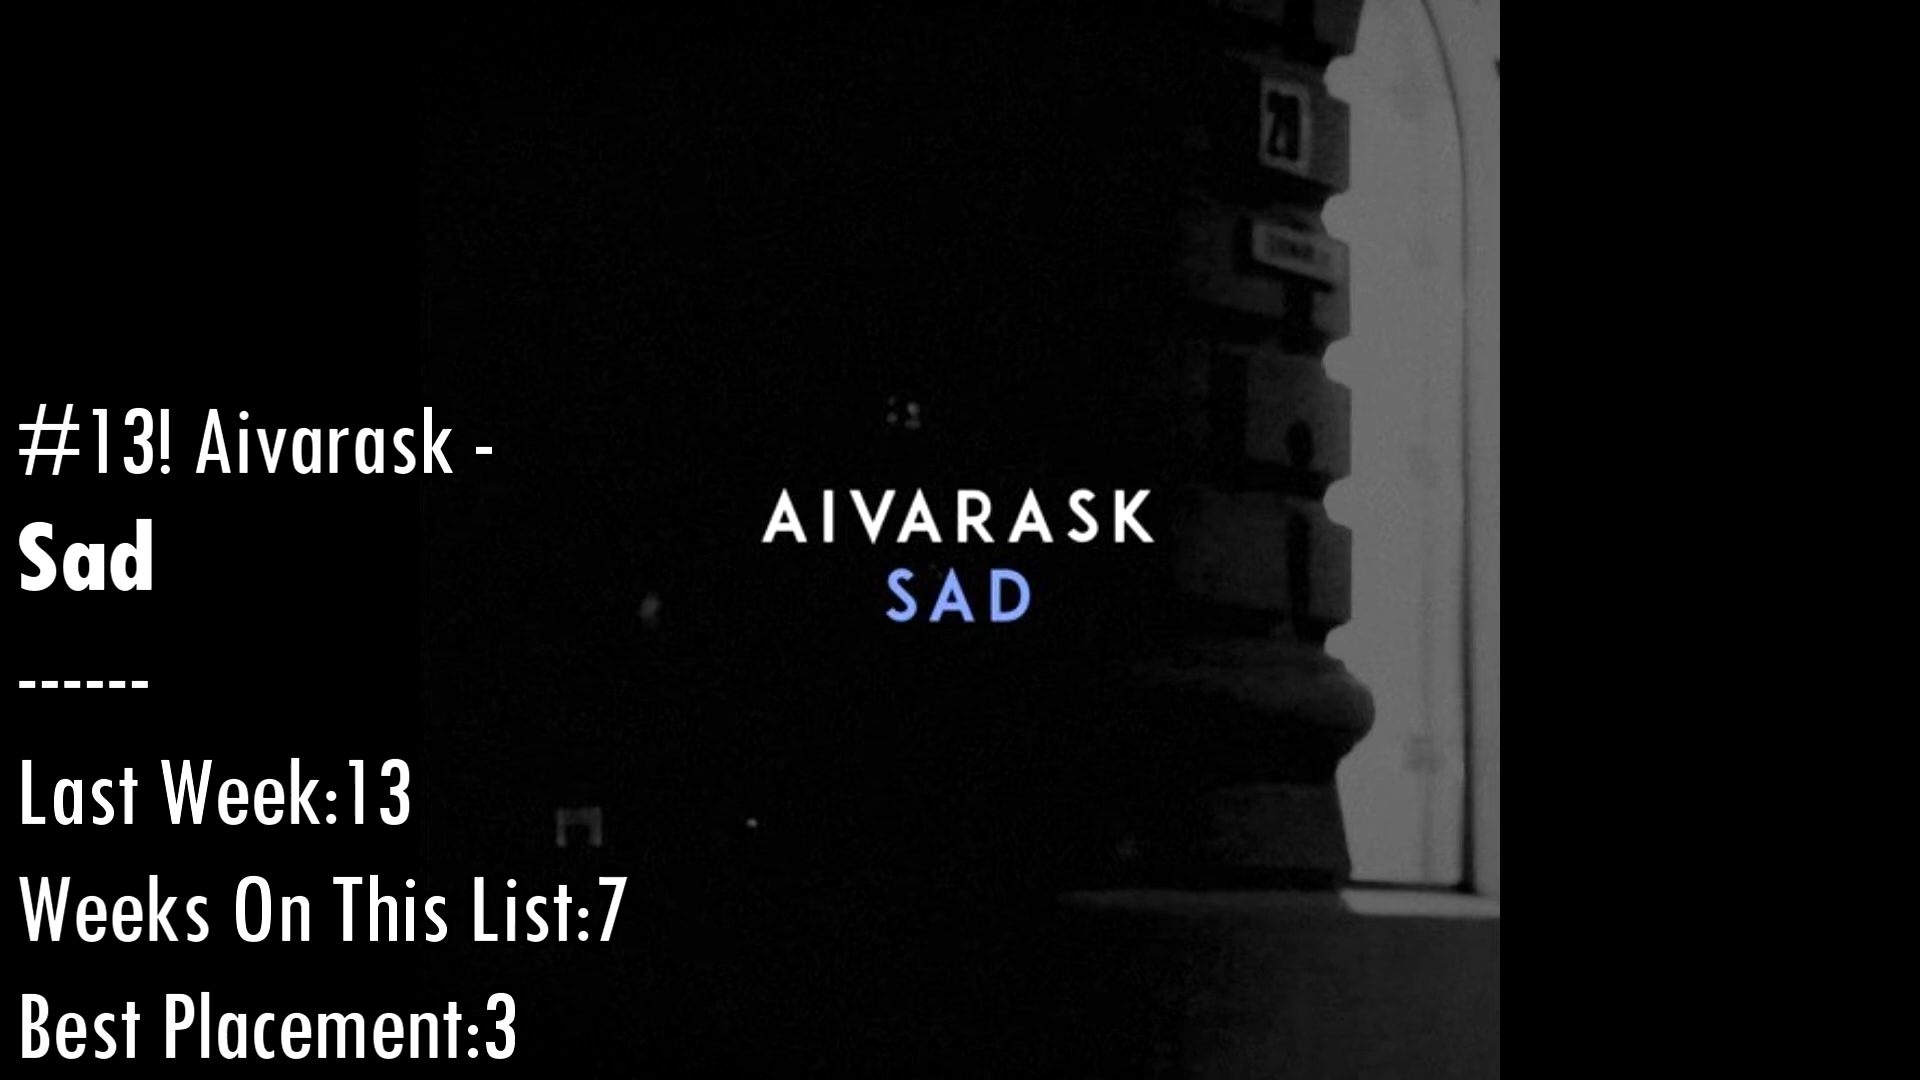 #13! Aivarask -
Sad
------
Last Week:13
Weeks On This List:7
Best Placement:3
AIVARASK
SAD